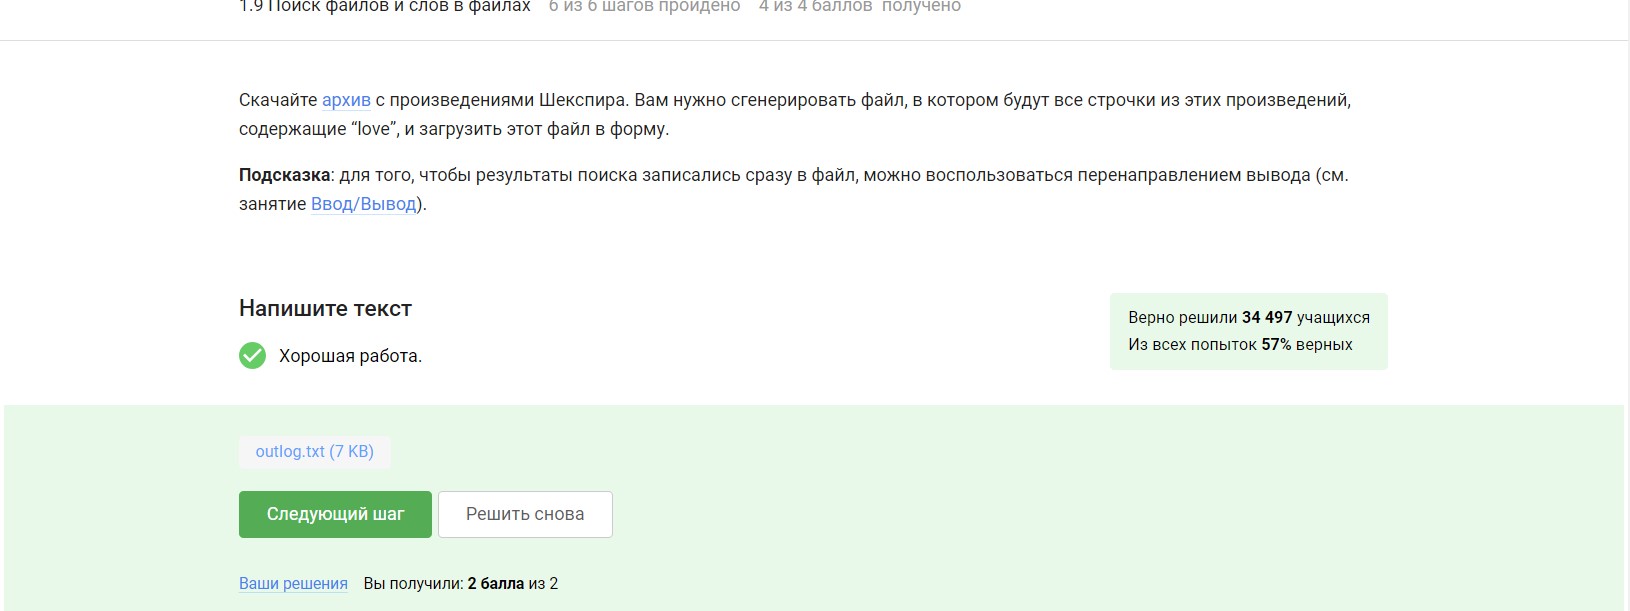 1.9 Поиск файлов и слов в файлах 6 из 6 шагов пройдено 4 из 4 баллов получено
Скачайте архив с произведениями Шекспира. Вам нужно сгенерировать файл, в котором будут все строчки из этих произведений,
содержащие “love”, и загрузить этот файл в форму.
Подсказка: для того, чтобы результаты поиска записались сразу в файл, можно воспользоваться перенаправлением вывода (см.
занятие Ввод/Вывод).
Напишите текст
Верно решили 34 497 учащихся
Из всех попыток 57% верных
Хорошая работа.
outlog.txt (7 KB)
Следующий шаг Решить снова
Ваши решения Вы получили: 2 балла из 2